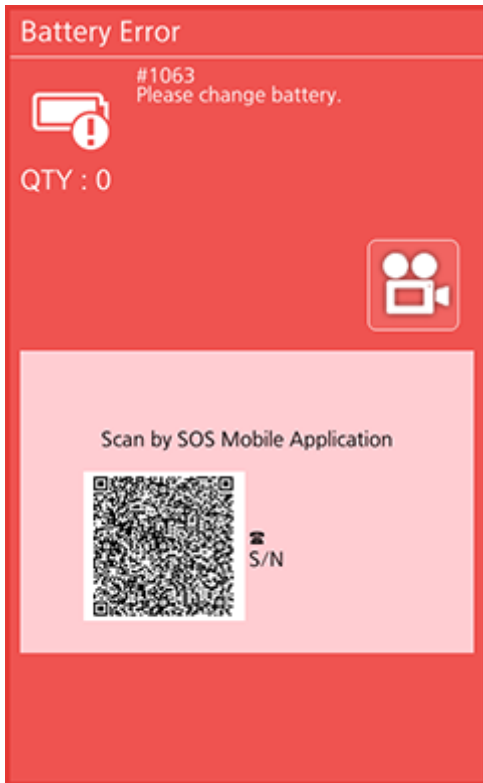 Battery Error
#1063
Please change battery.
QTY : 0
Scan by SOS Mobile Application
☎
S/N